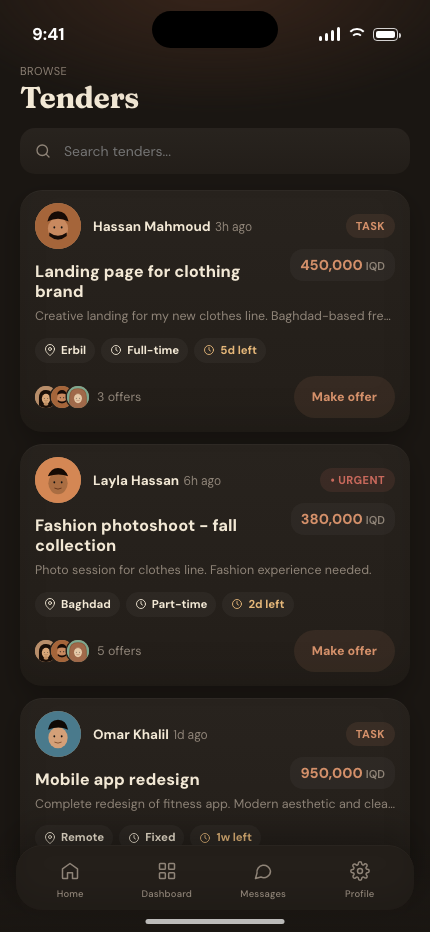 9:41
BROWSE
Tenders
Search tenders...
Hassan Mahmoud 3h ago
TASK
Landing page for clothing
brand
450,000 IQD
Creative landing for my new clothes line. Baghdad-based fre...
Erbil
Full-time
5d left
3 offers
Make offer
Layla Hassan 6h ago
• URGENT
Fashion photoshoot – fall
collection
380,000 IQD
Photo session for clothes line. Fashion experience needed.
Baghdad
Part-time
2d left
5 offers
Make offer
Omar Khalil 1d ago
TASK
Mobile app redesign
950,000 IQD
Complete redesign of fitness app. Modern aesthetic and clea...
Remote
Fixed
1w left
Home
Dashboard
Messages
Profile